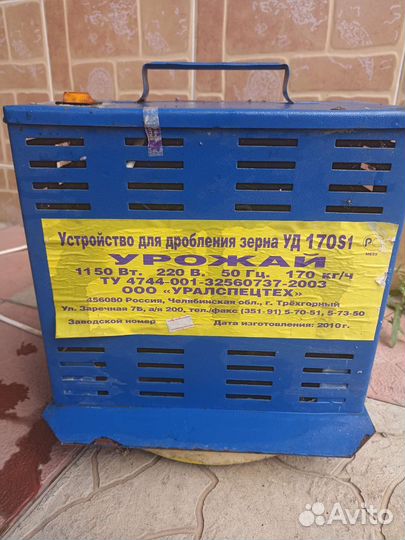 Устройство для дробления зерна УД 170S1
УРОЖАЙ
1150 Вт. 220 В. 50 Гц. 170 кг/ч
ТУ 4744-001-32560737-2003
ООО «УРАЛСПЕЦТЕХ»
456080 Россия, Челябинская обл., г. Трёхгорный
Ул. Заречная 7Б, а/я 200, тел./факс (351-91) 5-70-51, 5-73-50
Заводской номер Дата изготовления: 2010г.
Avito